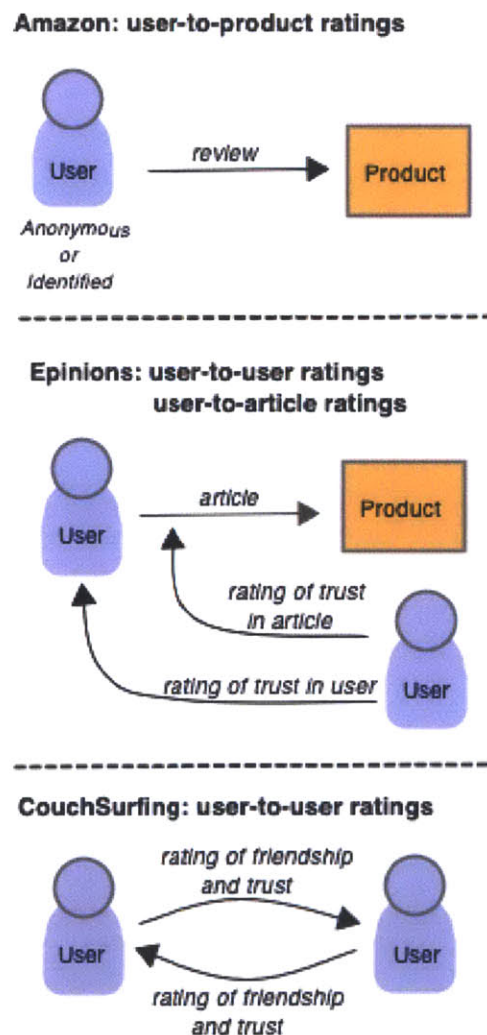 Amazon: user-to-product ratings
User
review
Product
Anonymous
or
Identified
Epinions: user-to-user ratings
user-to-article ratings
User
article
Product
rating of trust
in article
rating of trust in user
User
CouchSurfing: user-to-user ratings
rating of friendship
and trust
User
User
rating of friendship
and trust